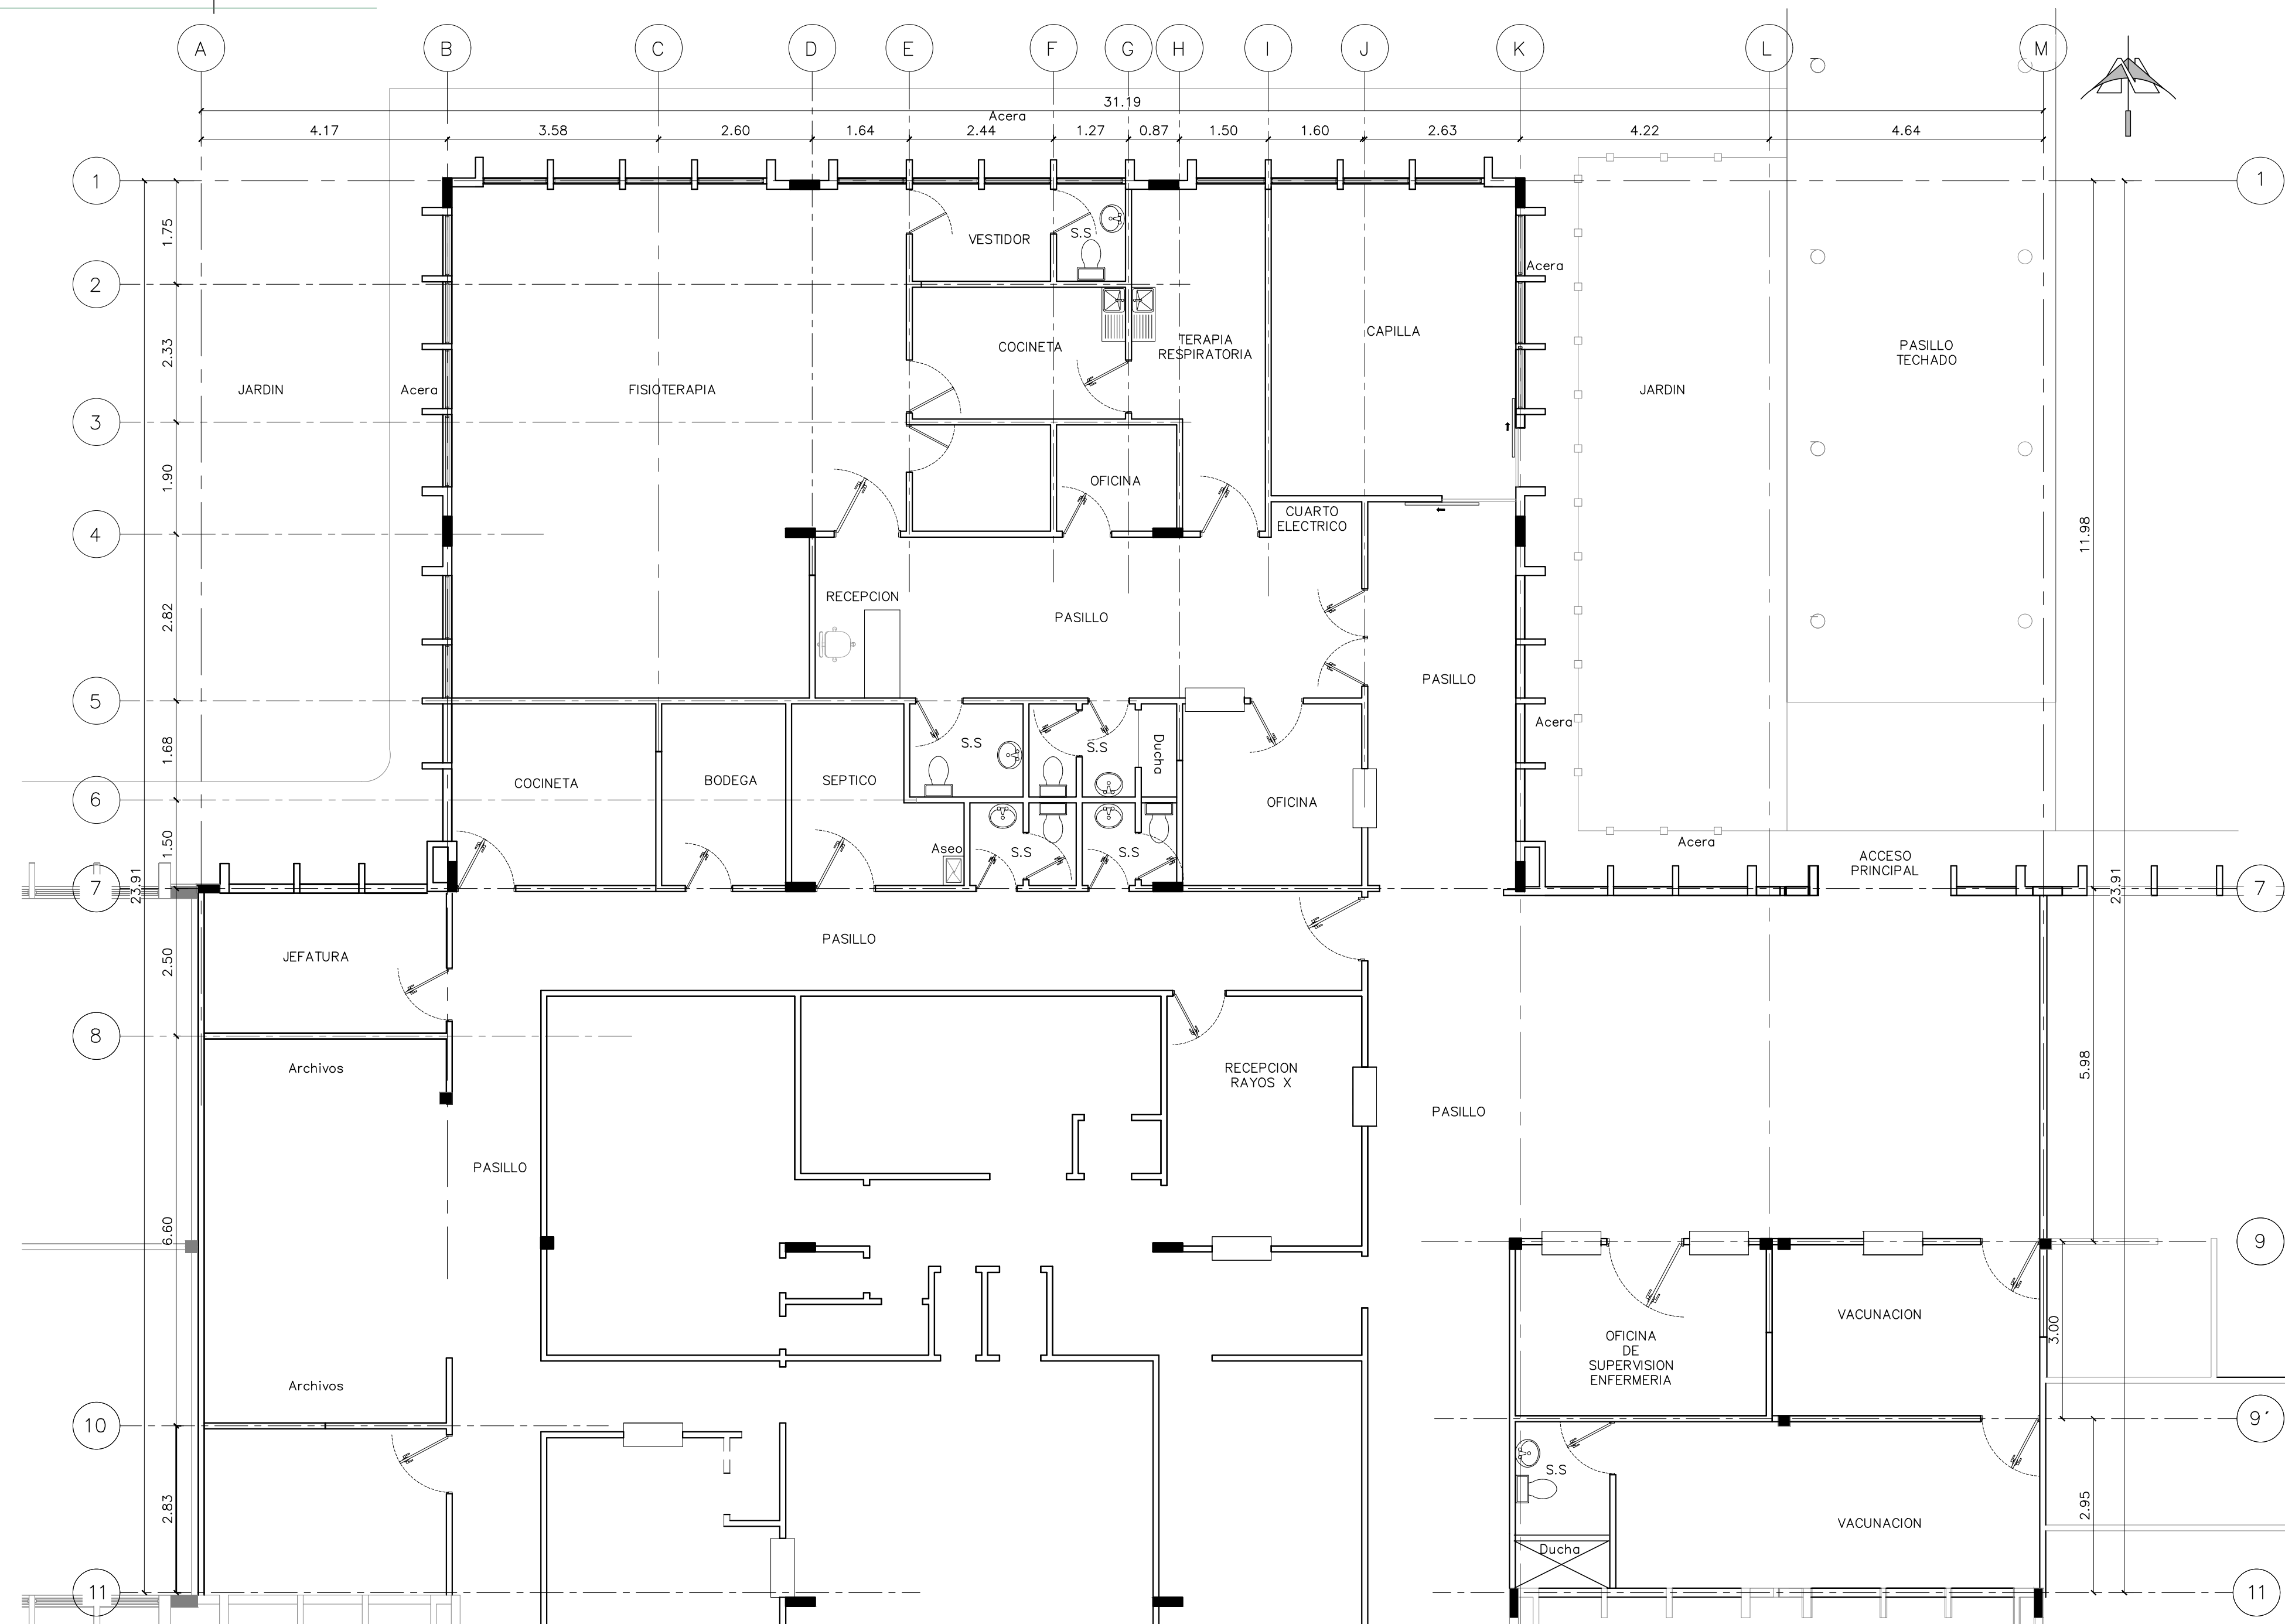 A B C D E F G H I J K L M
31.19
Acera
4.17 3.58 2.60 1.64 2.44 1.27 0.87 1.50 1.60 2.63 4.22 4.64
1 1
1.75
VESTIDOR
S.S
Acera
2
2.33
JARDIN
Acera
FISIOTERAPIA
COCINETA
TERAPIA
RESPIRATORIA
CAPILLA
JARDIN
PASILLO
TECHADO
3
1.90
OFICINA
CUARTO
ELECTRICO
4
11.98
2.82
RECEPCION
PASILLO
PASILLO
5
Acera
1.68
COCINETA
BODEGA
SEPTICO
S.S
S.S
Ducha
OFICINA
6
1.50
Aseo
S.S
S.S
Acera
ACCESO
PRINCIPAL
7 7
23.91
23.91
2.50
JEFATURA
PASILLO
8
Archivos
RECEPCION
RAYOS X
5.98
PASILLO
PASILLO
6.60
9
OFICINA
DE
SUPERVISION
ENFERMERIA
VACUNACION
3.00
Archivos
10
9´
S.S
2.83
VACUNACION
2.95
Ducha
11 11